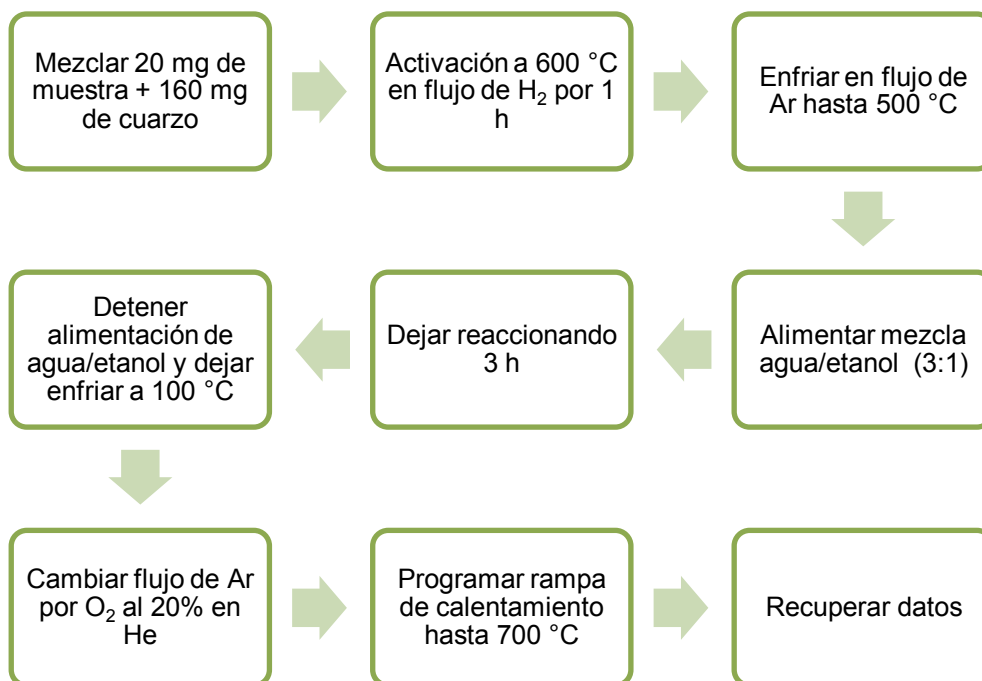 Mezclar 20 mg de
muestra + 160 mg
de cuarzo
Activación a 600 °C
en flujo de H₂ por 1
h
Enfriar en flujo de
Ar hasta 500 °C
Alimentar mezcla
agua/etanol (3:1)
Dejar reaccionando
3 h
Detener
alimentación de
agua/etanol y dejar
enfriar a 100 °C
Cambiar flujo de Ar
por O₂ al 20% en
He
Programar rampa
de calentamiento
hasta 700 °C
Recuperar datos